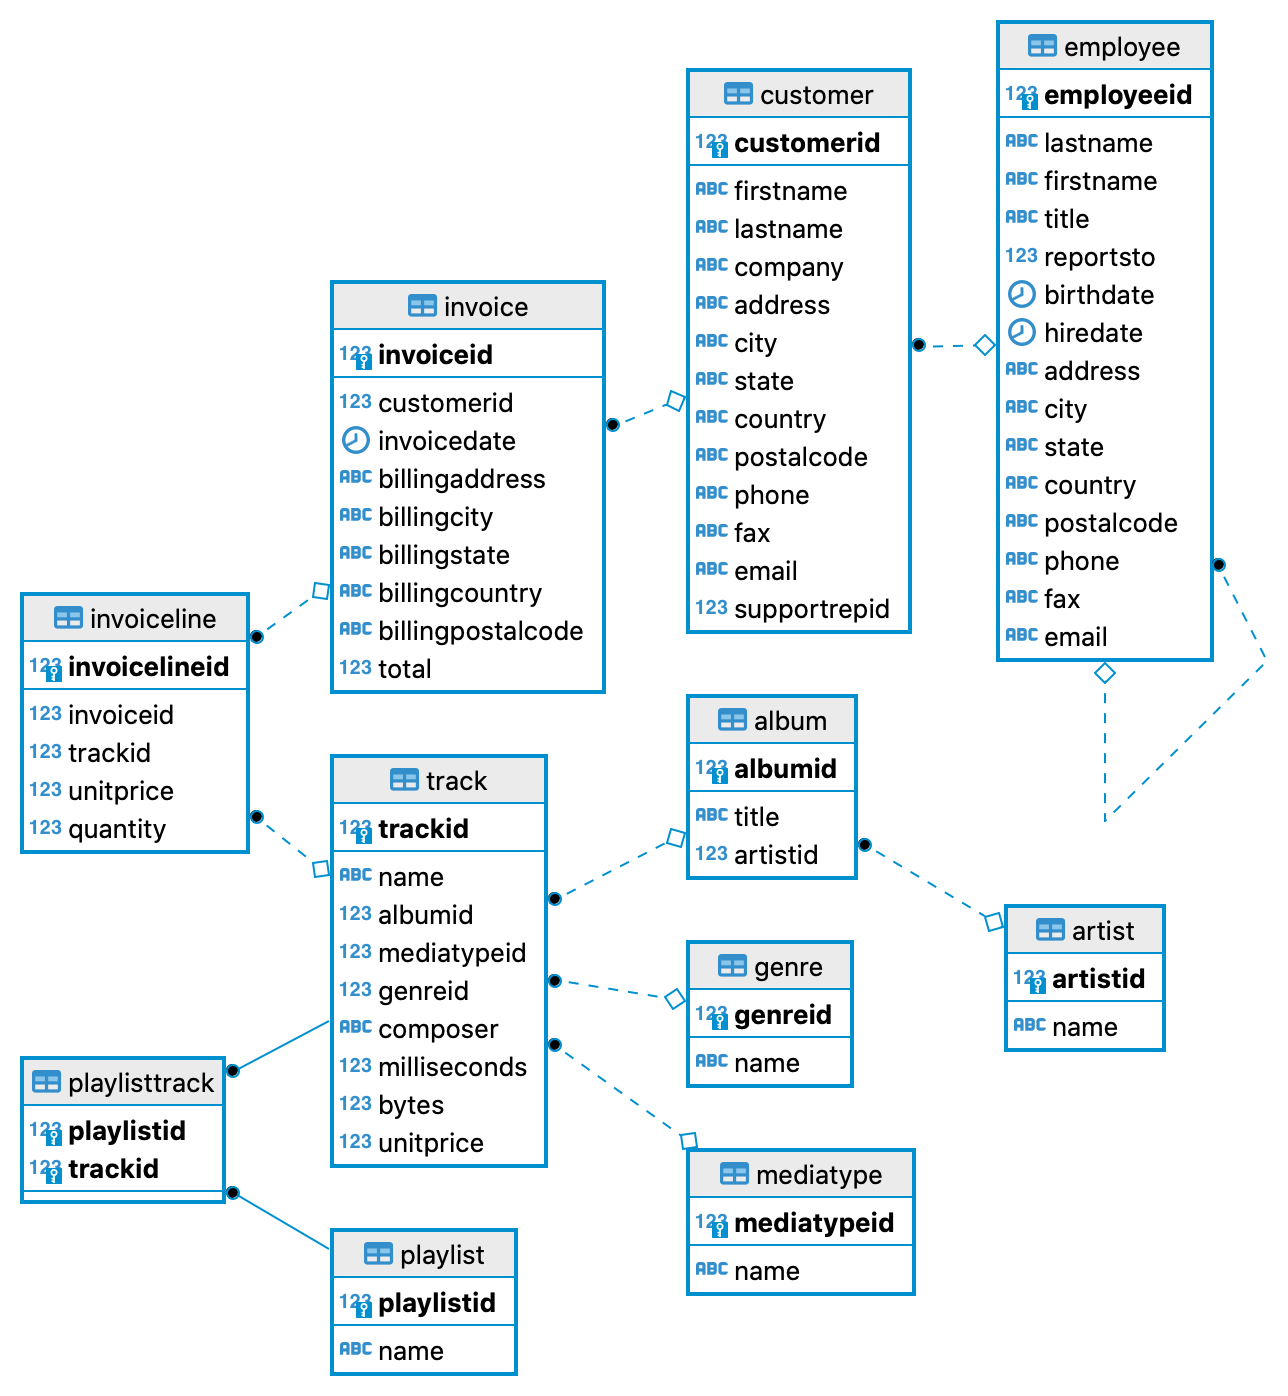 employee
123 employeeid
ABC lastname
ABC firstname
ABC title
123 reportsto
birthdate
hiredate
ABC address
ABC city
ABC state
ABC country
ABC postalcode
ABC phone
ABC fax
ABC email
customer
123 customerid
ABC firstname
ABC lastname
ABC company
ABC address
ABC city
ABC state
ABC country
ABC postalcode
ABC phone
ABC fax
ABC email
123 supportrepid
invoice
123 invoiceid
123 customerid
invoicedate
ABC billingaddress
ABC billingcity
ABC billingstate
ABC billingcountry
ABC billingpostalcode
123 total
invoiceline
123 invoicelineid
123 invoiceid
123 trackid
123 unitprice
123 quantity
track
123 trackid
ABC name
123 albumid
123 mediatypeid
123 genreid
ABC composer
123 milliseconds
123 bytes
123 unitprice
album
123 albumid
ABC title
123 artistid
artist
123 artistid
ABC name
genre
123 genreid
ABC name
mediatype
123 mediatypeid
ABC name
playlisttrack
123 playlistid
123 trackid
playlist
123 playlistid
ABC name